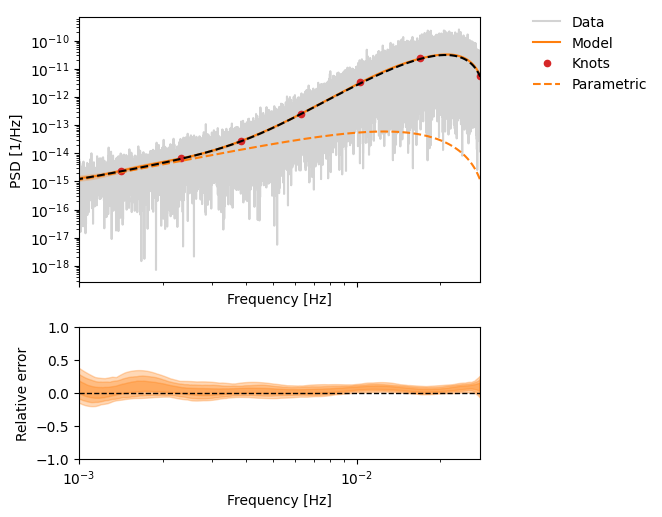 Data
Model
Knots
Parametric
PSD [1/Hz]
10⁻¹⁰
10⁻¹¹
10⁻¹²
10⁻¹³
10⁻¹⁴
10⁻¹⁵
10⁻¹⁶
10⁻¹⁷
10⁻¹⁸
Frequency [Hz]
Relative error
1.0
0.5
0.0
−0.5
−1.0
10⁻³
10⁻²
Frequency [Hz]